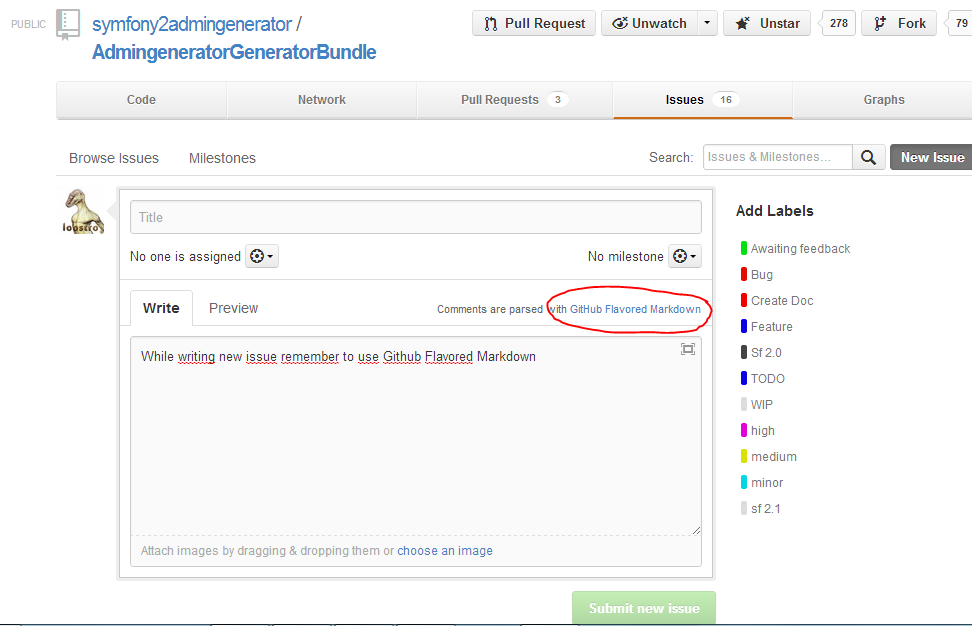 PUBLIC symfony2admingenerator / Pull Request Unwatch Unstar 278 Fork 79
AdmingeneratorGeneratorBundle
Code Network Pull Requests 3 Issues 16 Graphs
Browse Issues Milestones Search: Issues & Milestones... New Issue
Title
loostro
No one is assigned No milestone
Write Preview Comments are parsed with GitHub Flavored Markdown
While writing new issue remember to use Github Flavored Markdown
Attach images by dragging & dropping them or choose an image
Submit new issue
Add Labels
Awaiting feedback
Bug
Create Doc
Feature
Sf 2.0
TODO
WIP
high
medium
minor
sf 2.1